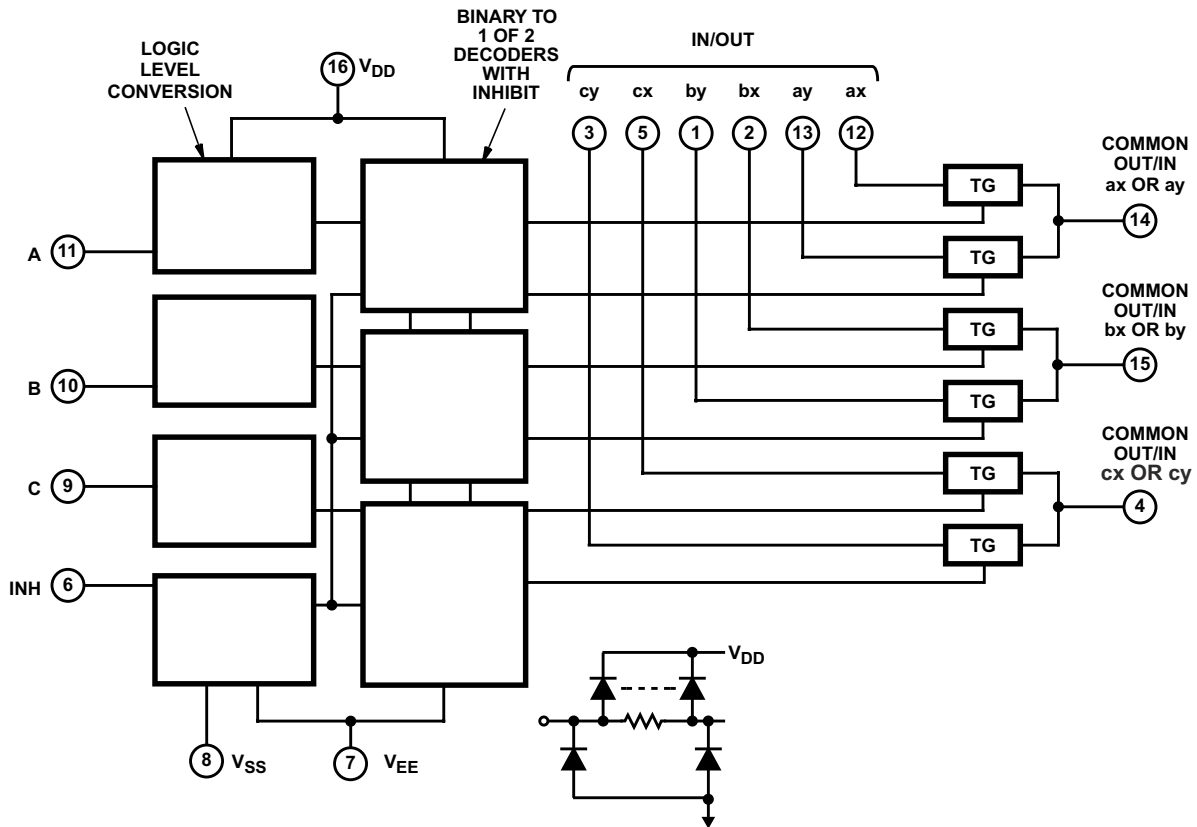 LOGIC
LEVEL
CONVERSION
16 VDD
BINARY TO
1 OF 2
DECODERS
WITH
INHIBIT
IN/OUT
cy cx by bx ay ax
3 5 1 2 13 12
COMMON
OUT/IN
ax OR ay
14
TG
TG
A 11
COMMON
OUT/IN
bx OR by
15
TG
TG
B 10
COMMON
OUT/IN
cx OR cy
4
TG
TG
C 9
INH 6
8 VSS
7 VEE
VDD